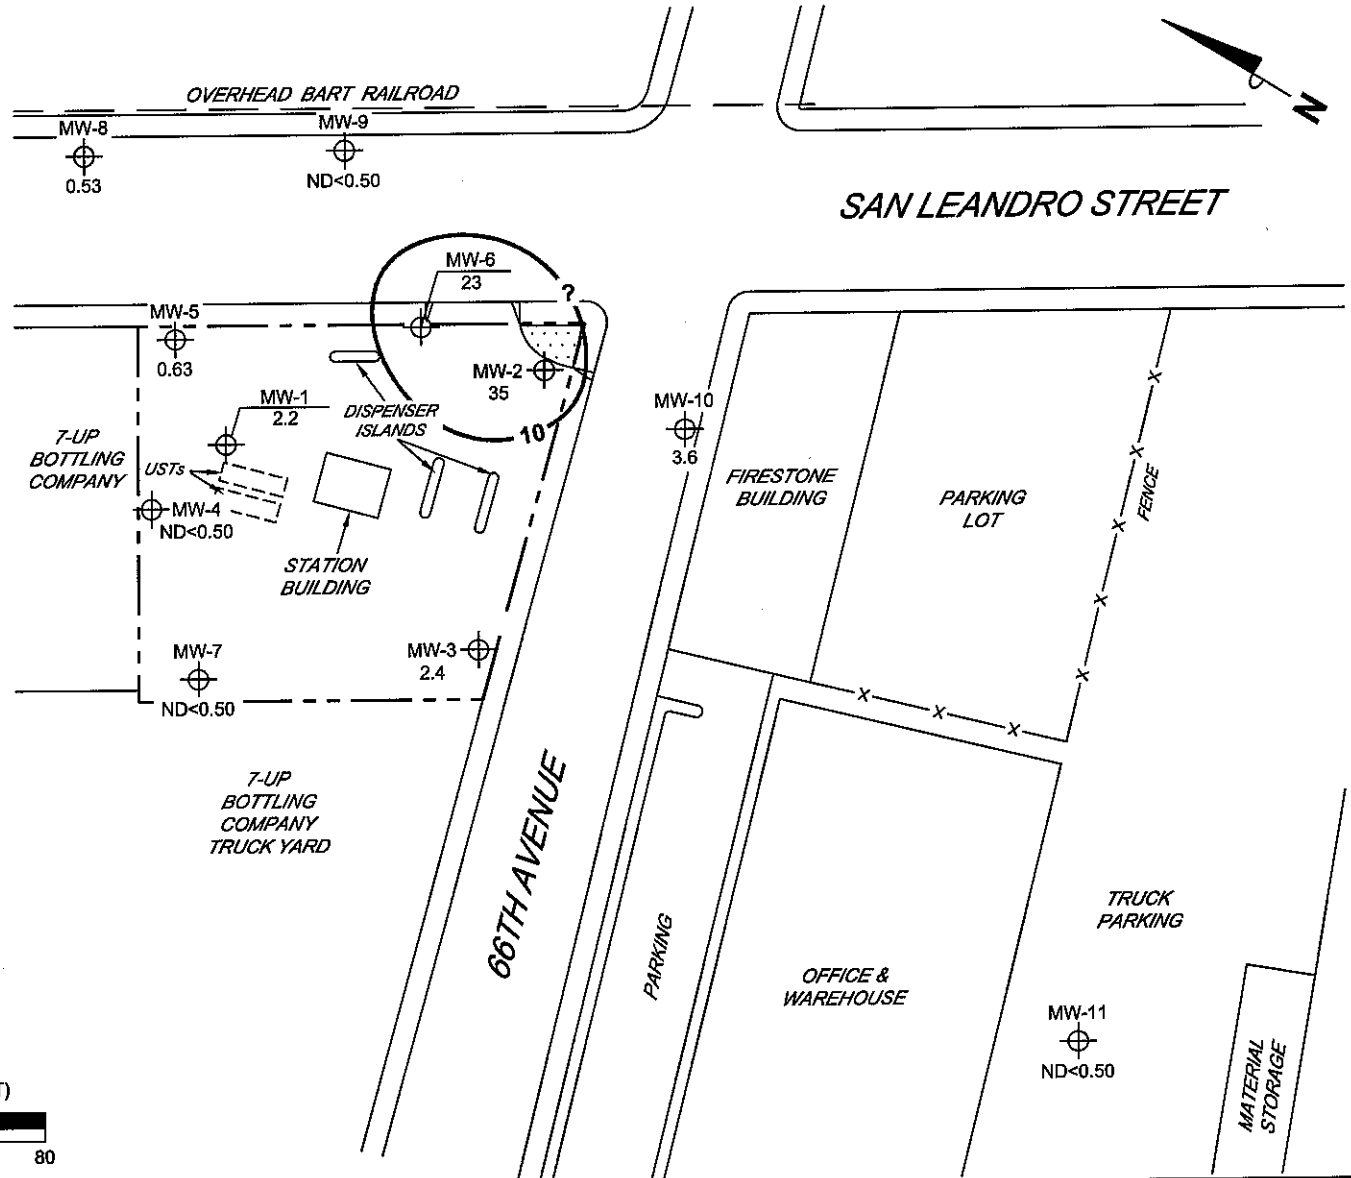 OVERHEAD BART RAILROAD
N
MW-8
0.53
MW-9
ND<0.50
SAN LEANDRO STREET
MW-6
23
?
MW-5
0.63
MW-2
35
10
MW-1
2.2
DISPENSER
ISLANDS
MW-10
3.6
7-UP
BOTTLING
COMPANY
USTs
MW-4
ND<0.50
STATION
BUILDING
FIRESTONE
BUILDING
PARKING
LOT
FENCE
X
X
X
X
X
X
X
X
MW-7
ND<0.50
MW-3
2.4
7-UP
BOTTLING
COMPANY
TRUCK YARD
66TH AVENUE
PARKING
OFFICE &
WAREHOUSE
TRUCK
PARKING
MW-11
ND<0.50
MATERIAL
STORAGE
T)
80